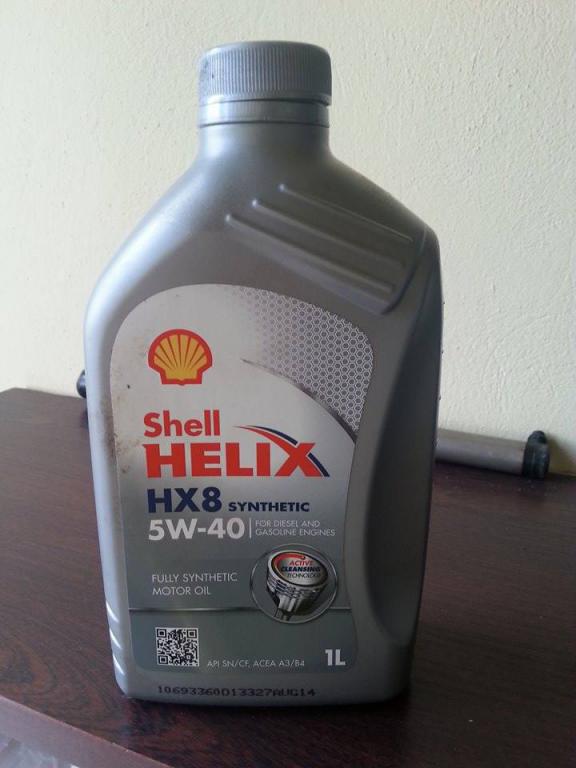 Shell
HELIX
HX8 SYNTHETIC
5W-40
FOR DIESEL AND
GASOLINE ENGINES
FULLY SYNTHETIC
MOTOR OIL
ACTIVE
CLEANSING
TECHNOLOGY
API SN/CF, ACEA A3/B4
1L
10693360D13327AUG14